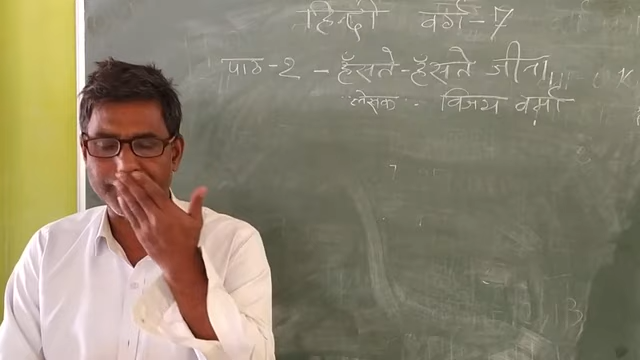 हिन्दी वर्ग-7
पाठ-2 - हँसते-हँसते जीना
लेखक - विजय वर्मा